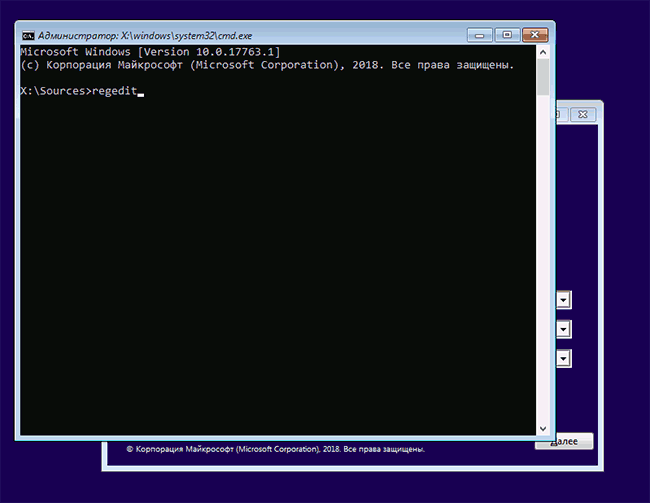 Администратор: X:\windows\system32\cmd.exe
Microsoft Windows [Version 10.0.17763.1]
(c) Корпорация Майкрософт (Microsoft Corporation), 2018. Все права защищены.
X:\Sources>regedit
Далее
© Корпорация Майкрософт (Microsoft Corporation), 2018. Все права защищены.